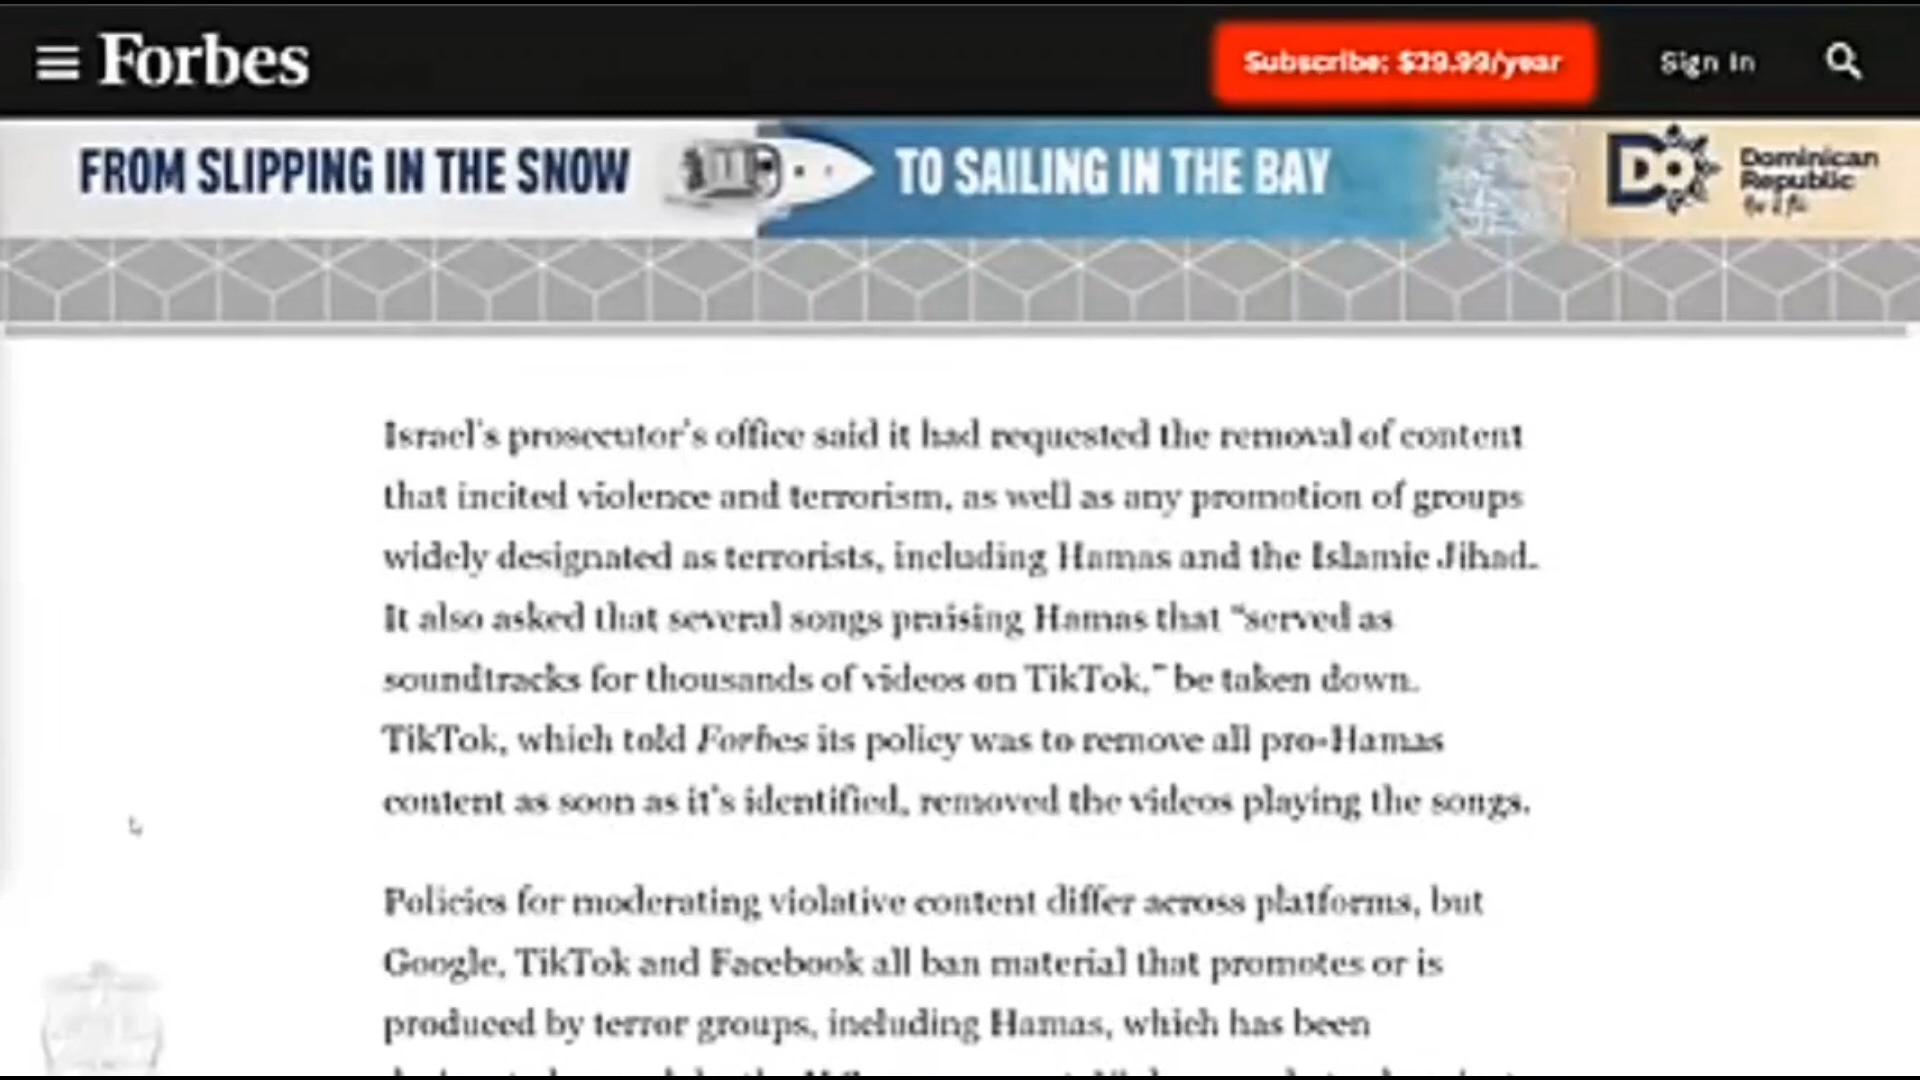 Forbes
Subscribe: $29.99/year
Sign In
FROM SLIPPING IN THE SNOW
TO SAILING IN THE BAY
Dominican
Republic
Israel's prosecutor's office said it had requested the removal of content
that incited violence and terrorism, as well as any promotion of groups
widely designated as terrorists, including Hamas and the Islamic Jihad.
It also asked that several songs praising Hamas that “served as
soundtracks for thousands of videos on TikTok,” be taken down.
TikTok, which told Forbes its policy was to remove all pro-Hamas
content as soon as it's identified, removed the videos playing the songs.
Policies for moderating violative content differ across platforms, but
Google, TikTok and Facebook all ban material that promotes or is
produced by terror groups, including Hamas, which has been